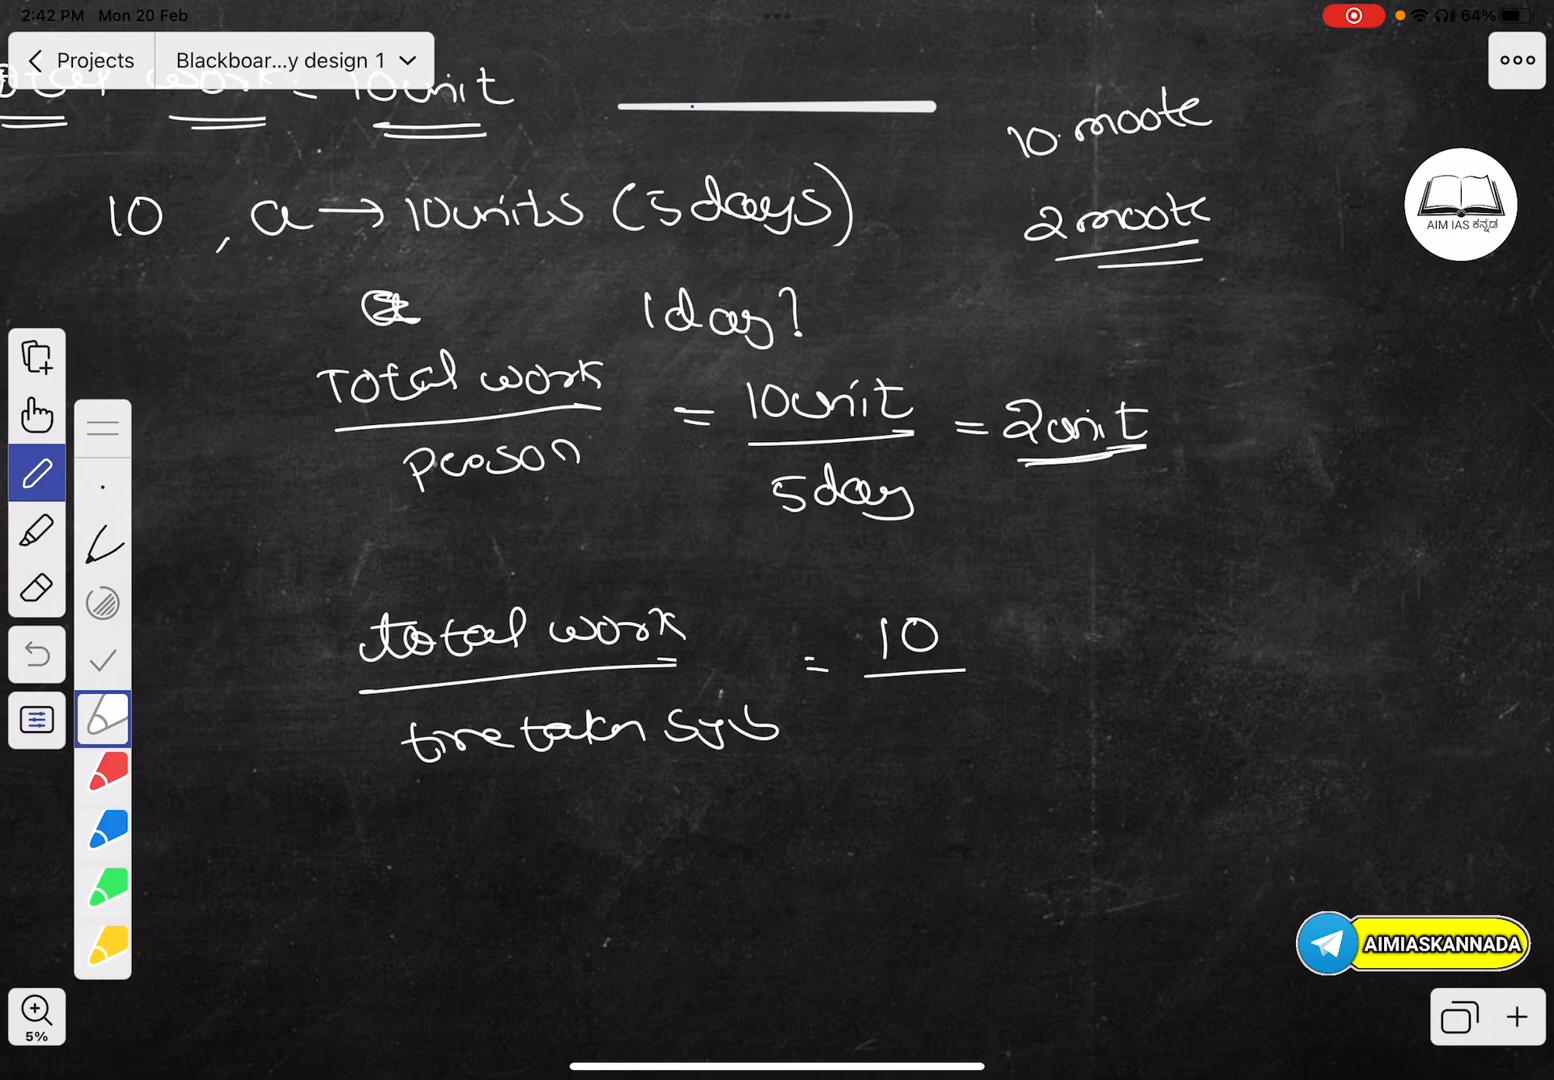 2:42 PM Mon 20 Feb
64%
Projects
Blackboar...y design 1
work = 10unit
10 moote
2 moote
AIM IAS ಕನ್ನಡ
10 , a → 10units (5days)
1day?
Total work
= 10unit = 2unit
person
5day
total work = 10
time taken
AIMIASKANNADA
5%